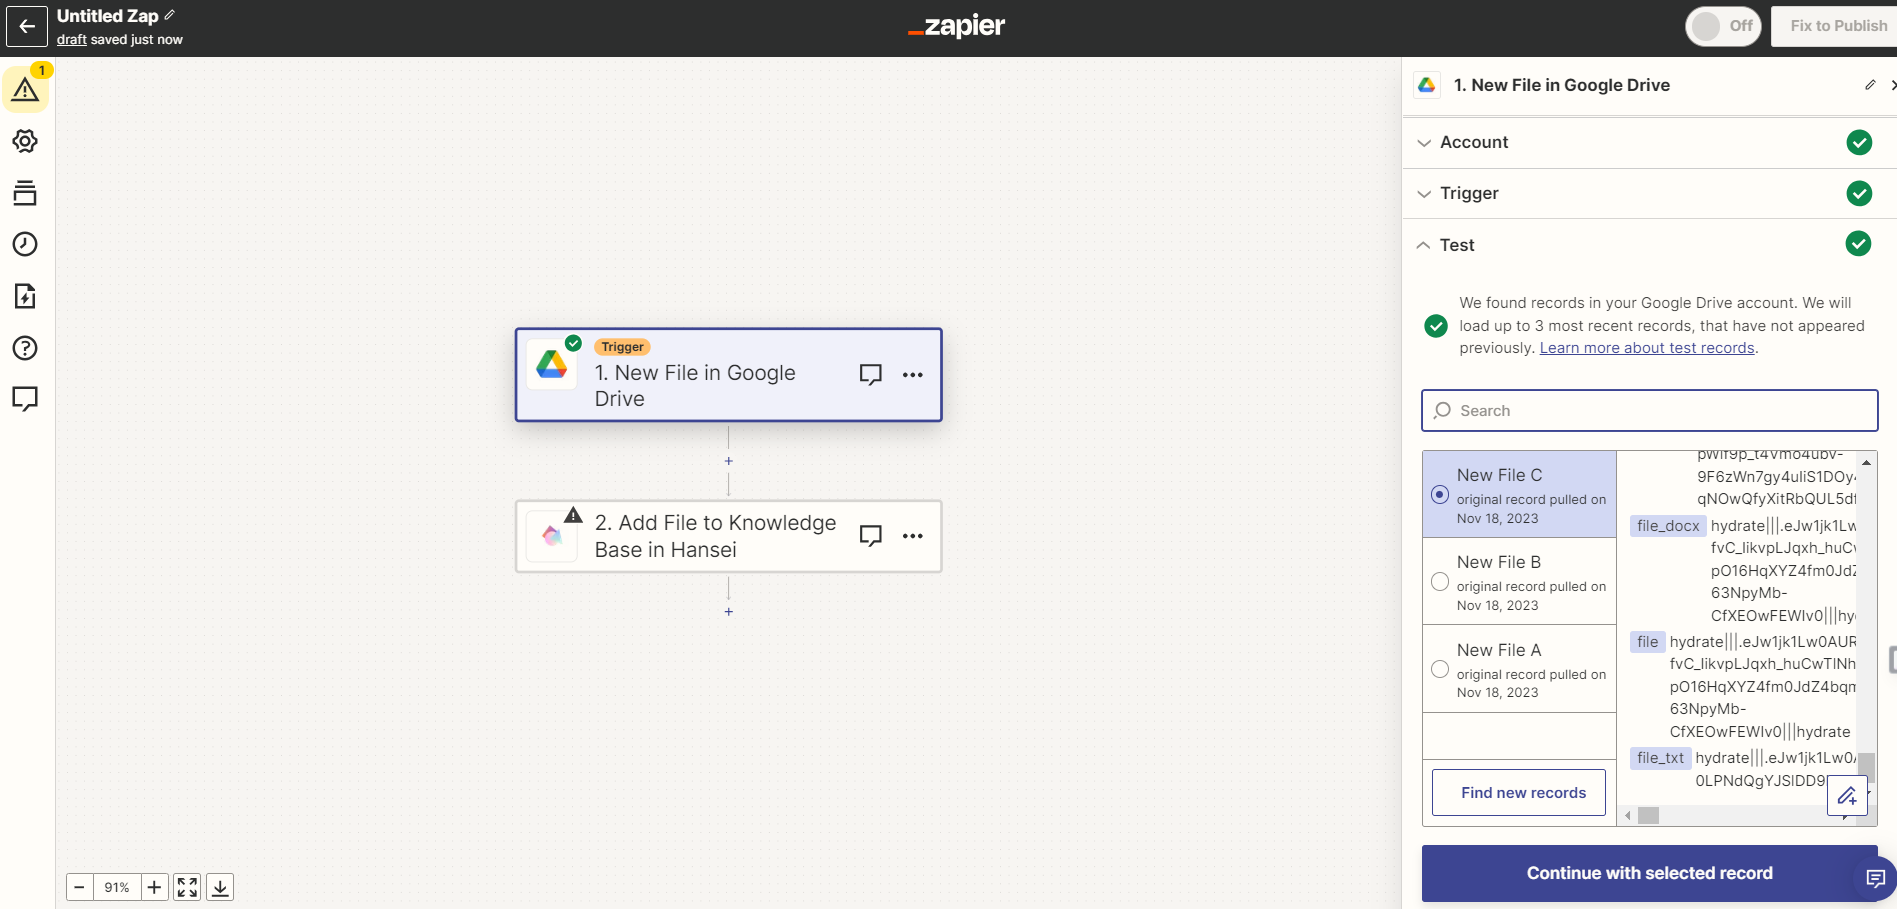 Untitled Zap
draft saved just now
zapier
Off
Fix to Publish
1
1. New File in Google Drive
Account
Trigger
Test
We found records in your Google Drive account. We will
load up to 3 most recent records, that have not appeared
previously. Learn more about test records.
Search
New File C
original record pulled on
Nov 18, 2023
New File B
original record pulled on
Nov 18, 2023
New File A
original record pulled on
Nov 18, 2023
Find new records
9F6zWn7gy4uliS1DOy
qNOwQfyXitRbQUL5d
file_docx hydrate|||.eJw1jk1Lw
fvC_IikvpLJqxh_huCw
pO16HqXYZ4fm0JdZ
63NpyMb-
CfXEOwFEWIv0|||hy
file hydrate|||.eJw1jk1Lw0AUR
fvC_IikvpLJqxh_huCwTINh
pO16HqXYZ4fm0JdZ4bqm
63NpyMb-
CfXEOwFEWIv0|||hydrate
file_txt hydrate|||.eJw1jk1Lw0
0LPNdQgYJSIDD9
Continue with selected record
Trigger
1. New File in Google
Drive
2. Add File to Knowledge
Base in Hansei
91%